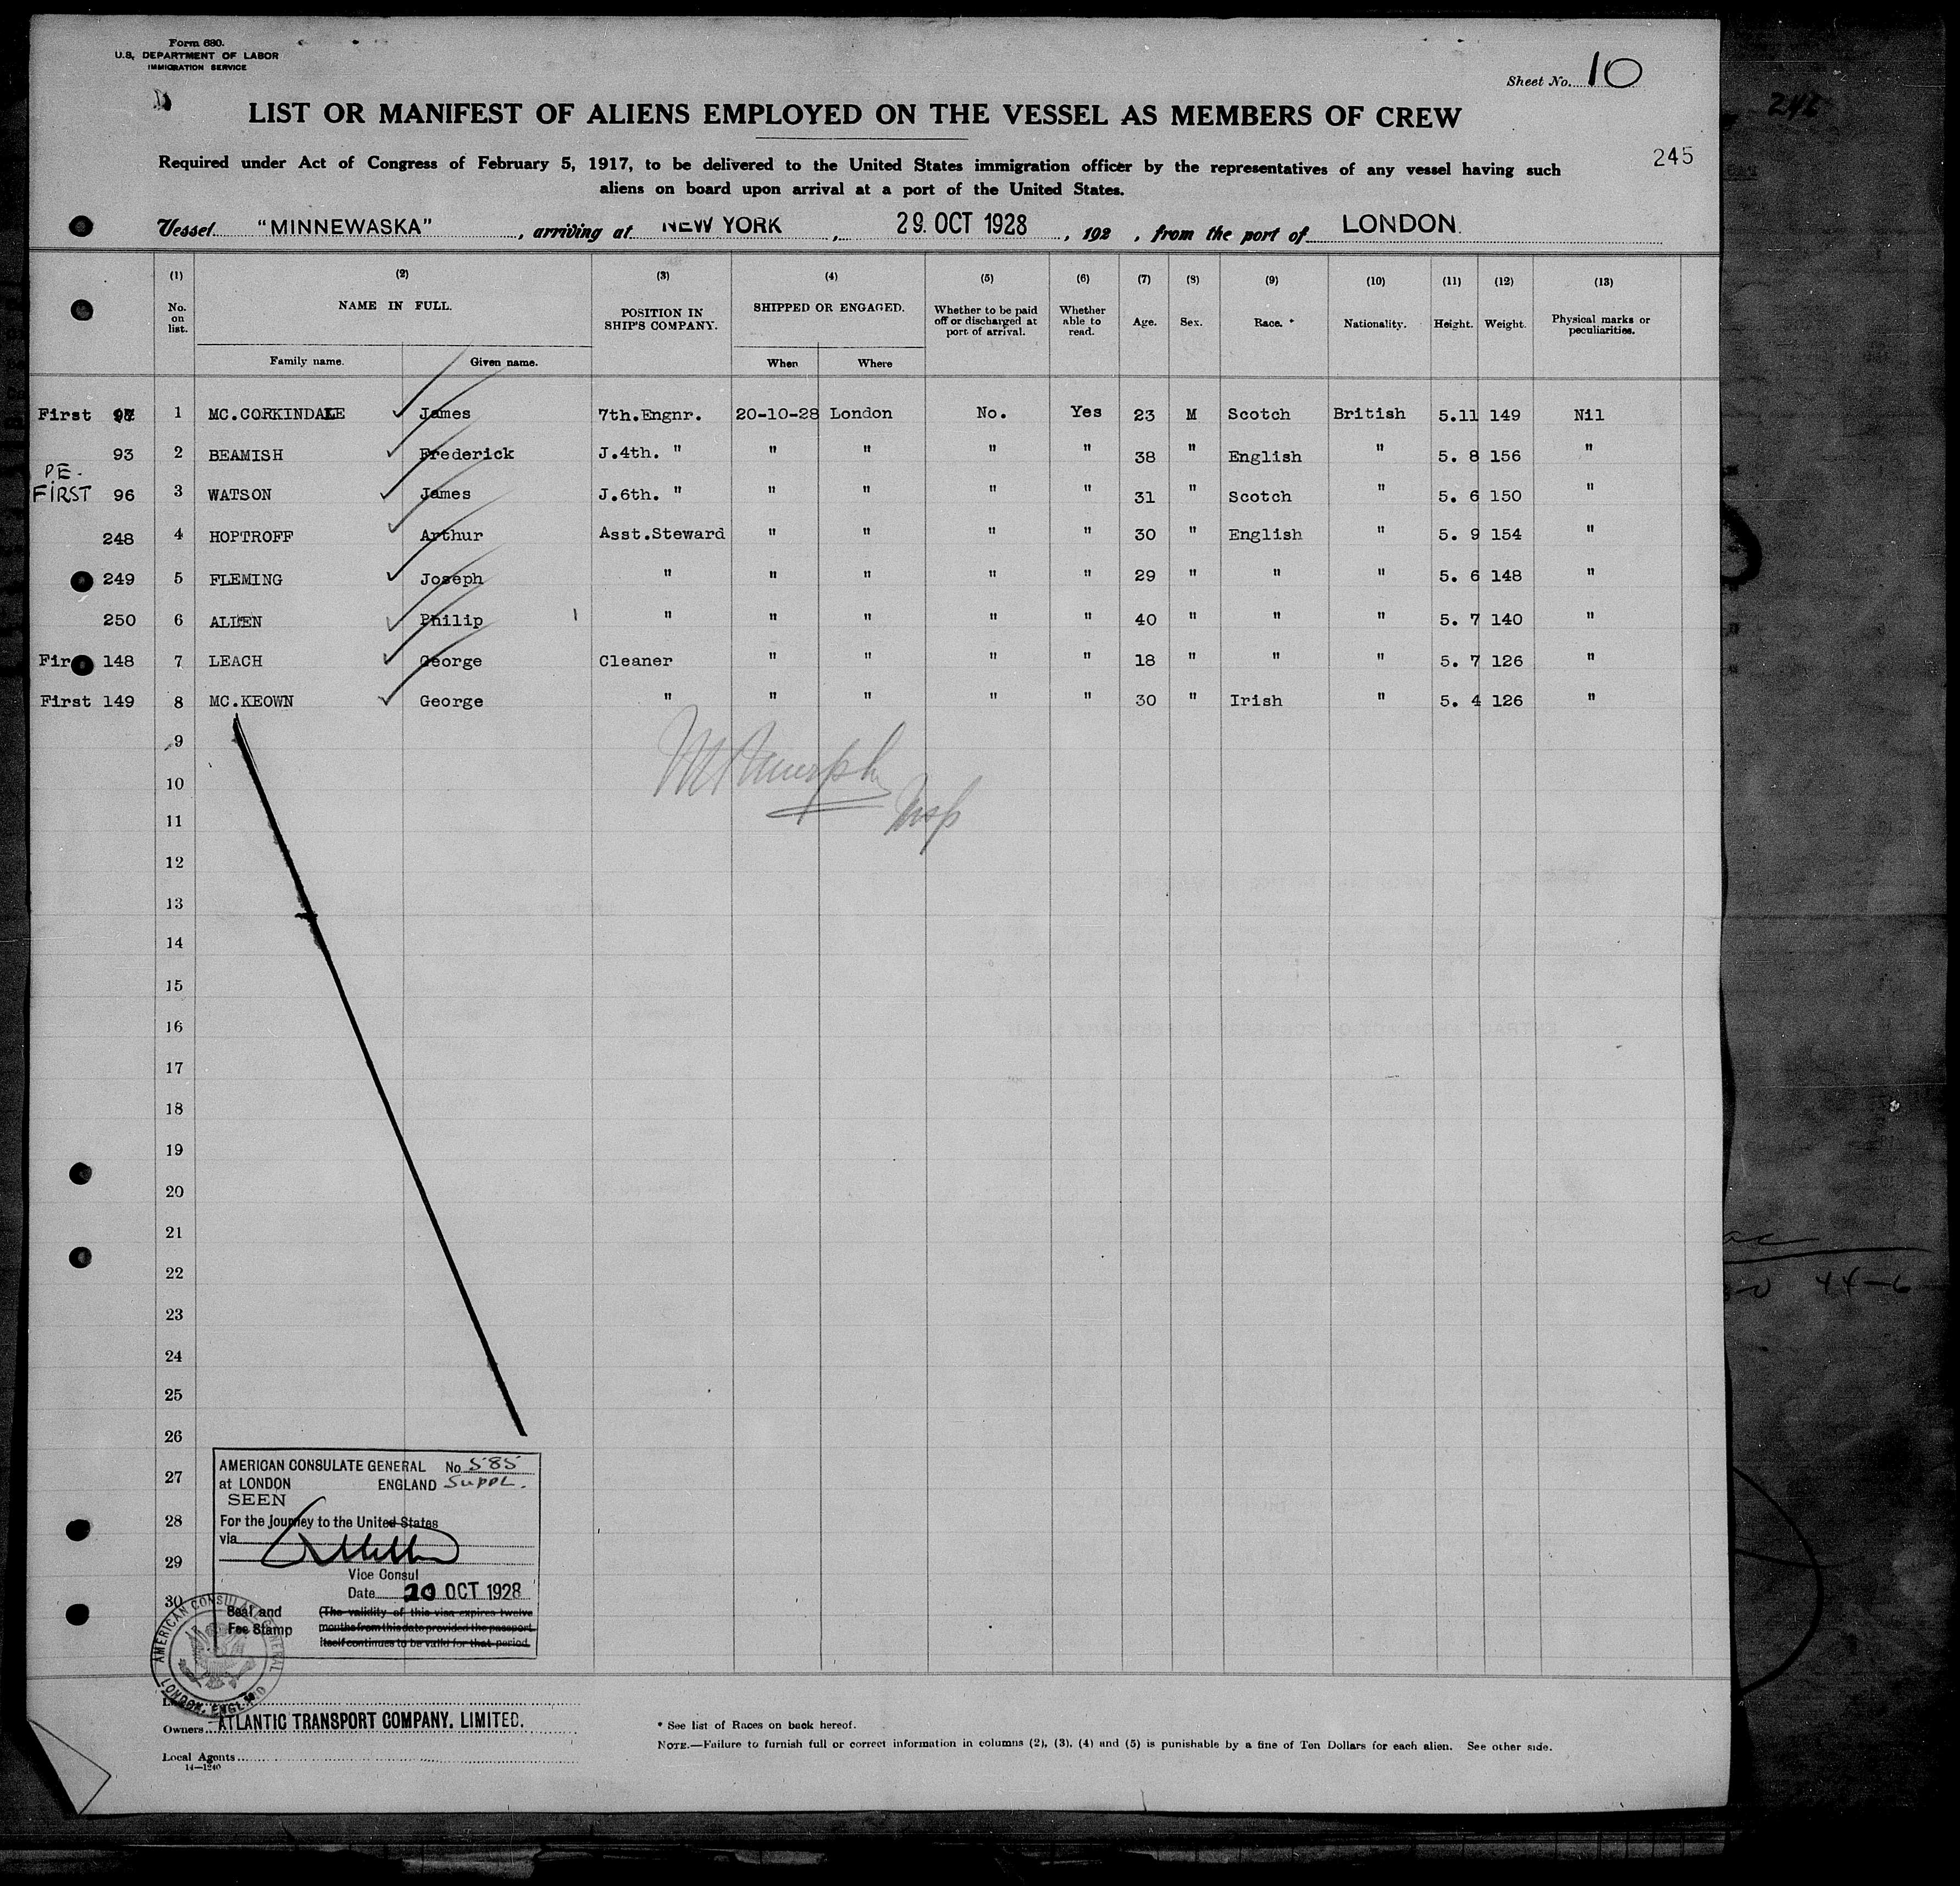 Form 680.
U.S. DEPARTMENT OF LABOR
IMMIGRATION SERVICE
Sheet No. 10
LIST OR MANIFEST OF ALIENS EMPLOYED ON THE VESSEL AS MEMBERS OF CREW
245
Required under Act of Congress of February 5, 1917, to be delivered to the United States immigration officer by the representatives of any vessel having such
aliens on board upon arrival at a port of the United States.
Vessel "MINNEWASKA", arriving at NEW YORK, 29 OCT 1928, 192 , from the port of LONDON
(1) (2) (3) (4) (5) (6) (7) (8) (9) (10) (11) (12) (13)
No. on list. NAME IN FULL. POSITION IN SHIP'S COMPANY. SHIPPED OR ENGAGED. Whether to be paid off or discharged at port of arrival. Whether able to read. Age. Sex. Race. * Nationality. Height. Weight. Physical marks or peculiarities.
Family name. Given name. When Where
First 1 MC.CORKINDALE James 7th.Engnr. 20-10-28 London No. Yes 23 M Scotch British 5.11 149 Nil
93 2 BEAMISH Frederick J.4th. " " " " " 38 " English " 5. 8 156 "
PE.
FIRST 96 3 WATSON James J.6th. " " " " " 31 " Scotch " 5. 6 150 "
248 4 HOPTROFF Arthur Asst.Steward " " " " 30 " English " 5. 9 154 "
249 5 FLEMING Joseph " " " " " 29 " " " 5. 6 148 "
250 6 ALLEN Philip " " " " " 40 " " " 5. 7 140 "
Fir 148 7 LEACH George Cleaner " " " " 18 " " " 5. 7 126 "
First 149 8 MC.KEOWN George " " " " " 30 " Irish " 5. 4 126 "
9
10
Insp
11
12
13
14
15
16
17
18
19
20
21
22
23
24
25
26
27
28
29
30
AMERICAN CONSULATE GENERAL No. 585
at LONDON ENGLAND SUPPL.
SEEN
For the journey to the United States
via
Vice Consul
Date 20 OCT 1928
Seal and (The validity of this visa expires twelve
Fee Stamp months from this date provided the passport
itself continues to be valid for that period.
AMERICAN CONSULATE GENERAL
LONDON, ENGLAND
Owners ATLANTIC TRANSPORT COMPANY, LIMITED.
Local Agents
14—1240
* See list of Races on back hereof.
NOTE.—Failure to furnish full or correct information in columns (2), (3), (4) and (5) is punishable by a fine of Ten Dollars for each alien. See other side.
44-6